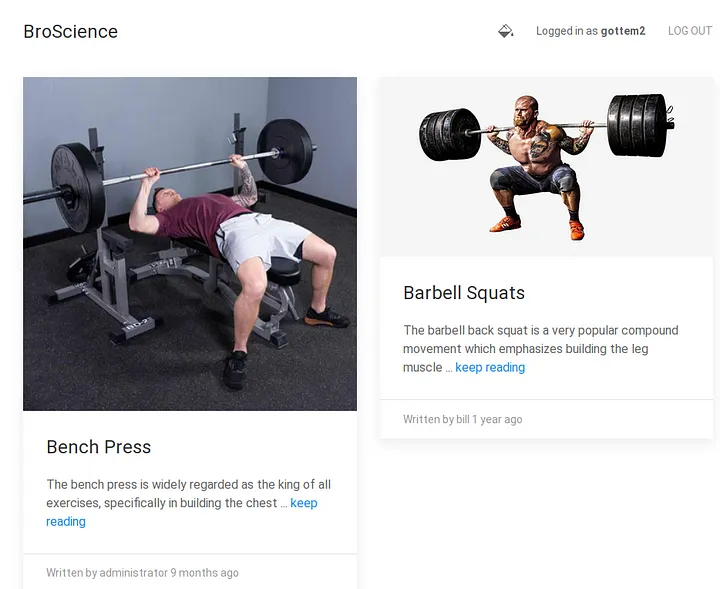 BroScience
Logged in as gottem2
LOG OUT
Bench Press
The bench press is widely regarded as the king of all
exercises, specifically in building the chest ... keep
reading
Written by administrator 9 months ago
Barbell Squats
The barbell back squat is a very popular compound
movement which emphasizes building the leg
muscle ... keep reading
Written by bill 1 year ago